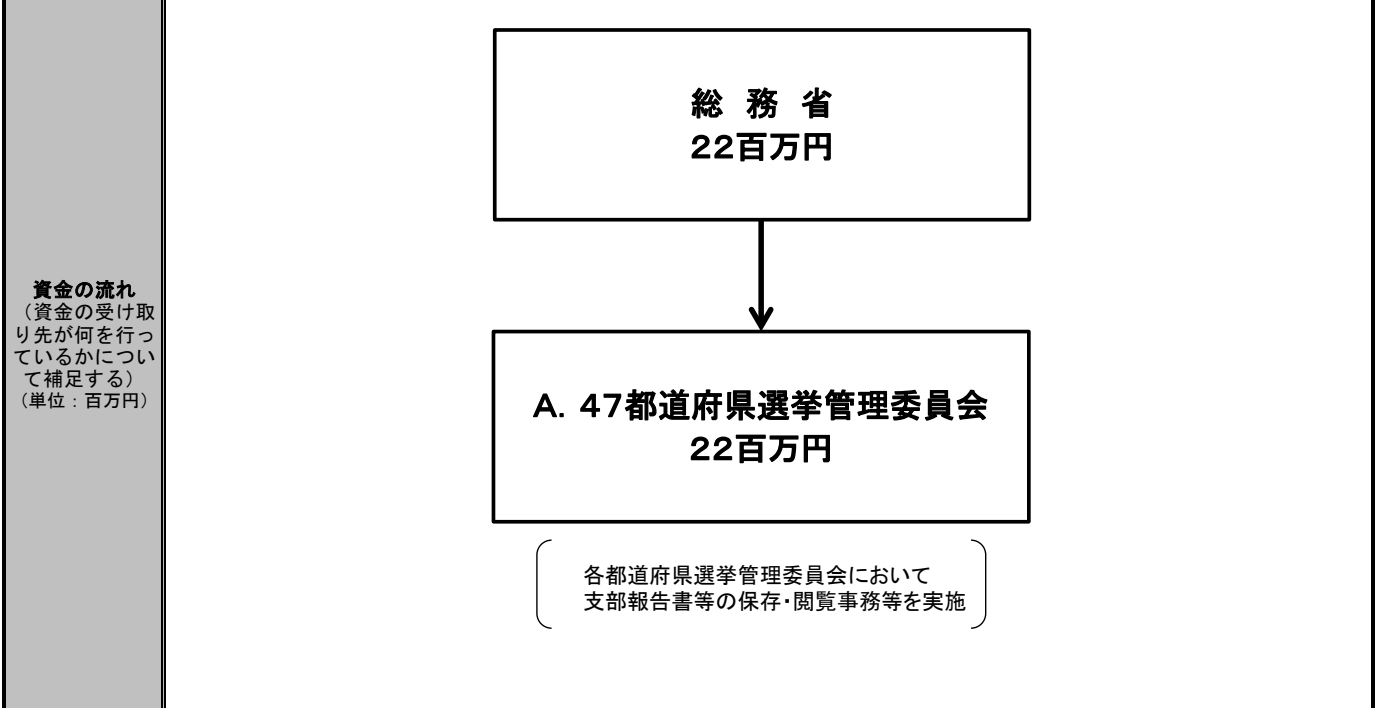 資金の流れ
（資金の受け取
り先が何を行っ
ているかについ
て補足する）
（単位：百万円）
総　務　省
22百万円
A．47都道府県選挙管理委員会
22百万円
各都道府県選挙管理委員会において
支部報告書等の保存・閲覧事務等を実施